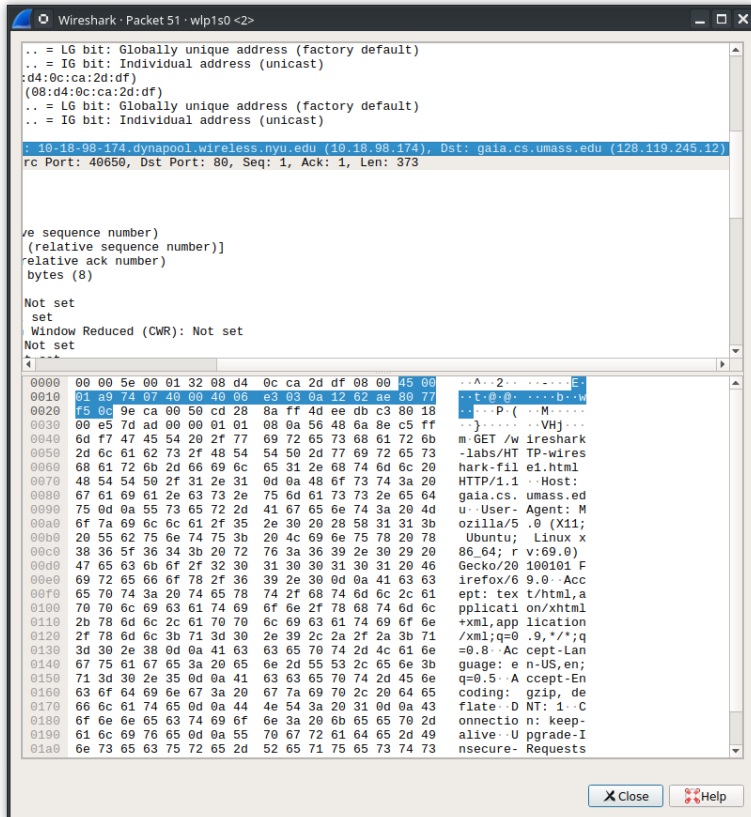 Wireshark · Packet 51 · wlp1s0 <2>
.. = LG bit: Globally unique address (factory default)
.. = IG bit: Individual address (unicast)
:d4:0c:ca:2d:df)
(08:d4:0c:ca:2d:df)
.. = LG bit: Globally unique address (factory default)
.. = IG bit: Individual address (unicast)
: 10-18-98-174.dynapool.wireless.nyu.edu (10.18.98.174), Dst: gaia.cs.umass.edu (128.119.245.12)
rc Port: 40650, Dst Port: 80, Seq: 1, Ack: 1, Len: 373
ve sequence number)
(relative sequence number)]
relative ack number)
bytes (8)
Not set
set
Window Reduced (CWR): Not set
Not set
0000 00 00 5e 00 01 32 08 d4 0c ca 2d df 08 00 45 00 ··^··2·· ··-···E·
0010 01 a9 74 07 40 00 40 06 e3 03 0a 12 62 ae 80 77 ··t·@·@· ····b··w
0020 f5 0c 9e ca 00 50 cd 28 8a ff 4d ee db c3 80 18 ·····P·( ··M·····
0030 00 e5 7d ad 00 00 01 01 08 0a 56 48 6a 8e c5 ff ··}····· ··VHj···
0040 6d f7 47 45 54 20 2f 77 69 72 65 73 68 61 72 6b m·GET /w ireshark
0050 2d 6c 61 62 73 2f 48 54 54 50 2d 77 69 72 65 73 -labs/HT TP-wires
0060 68 61 72 6b 2d 66 69 6c 65 31 2e 68 74 6d 6c 20 hark-fil e1.html
0070 48 54 54 50 2f 31 2e 31 0d 0a 48 6f 73 74 3a 20 HTTP/1.1 ··Host:
0080 67 61 69 61 2e 63 73 2e 75 6d 61 73 73 2e 65 64 gaia.cs. umass.ed
0090 75 0d 0a 55 73 65 72 2d 41 67 65 6e 74 3a 20 4d u··User- Agent: M
00a0 6f 7a 69 6c 6c 61 2f 35 2e 30 20 28 58 31 31 3b ozilla/5 .0 (X11;
00b0 20 55 62 75 6e 74 75 3b 20 4c 69 6e 75 78 20 78 Ubuntu; Linux x
00c0 38 36 5f 36 34 3b 20 72 76 3a 36 39 2e 30 29 20 86_64; r v:69.0)
00d0 47 65 63 6b 6f 2f 32 30 31 30 30 31 30 31 20 46 Gecko/20 100101 F
00e0 69 72 65 66 6f 78 2f 36 39 2e 30 0d 0a 41 63 63 irefox/6 9.0··Acc
00f0 65 70 74 3a 20 74 65 78 74 2f 68 74 6d 6c 2c 61 ept: tex t/html,a
0100 70 70 6c 69 63 61 74 69 6f 6e 2f 78 68 74 6d 6c pplicati on/xhtml
0110 2b 78 6d 6c 2c 61 70 70 6c 69 63 61 74 69 6f 6e +xml,app lication
0120 2f 78 6d 6c 3b 71 3d 30 2e 39 2c 2a 2f 2a 3b 71 /xml;q=0 .9,*/*;q
0130 3d 30 2e 38 0d 0a 41 63 63 65 70 74 2d 4c 61 6e =0.8··Ac cept-Lan
0140 67 75 61 67 65 3a 20 65 6e 2d 55 53 2c 65 6e 3b guage: e n-US,en;
0150 71 3d 30 2e 35 0d 0a 41 63 63 65 70 74 2d 45 6e q=0.5··A ccept-En
0160 63 6f 64 69 6e 67 3a 20 67 7a 69 70 2c 20 64 65 coding: gzip, de
0170 66 6c 61 74 65 0d 0a 44 4e 54 3a 20 31 0d 0a 43 flate··D NT: 1··C
0180 6f 6e 6e 65 63 74 69 6f 6e 3a 20 6b 65 65 70 2d onnectio n: keep-
0190 61 6c 69 76 65 0d 0a 55 70 67 72 61 64 65 2d 49 alive··U pgrade-I
01a0 6e 73 65 63 75 72 65 2d 52 65 71 75 65 73 74 73 nsecure- Requests
Close
Help